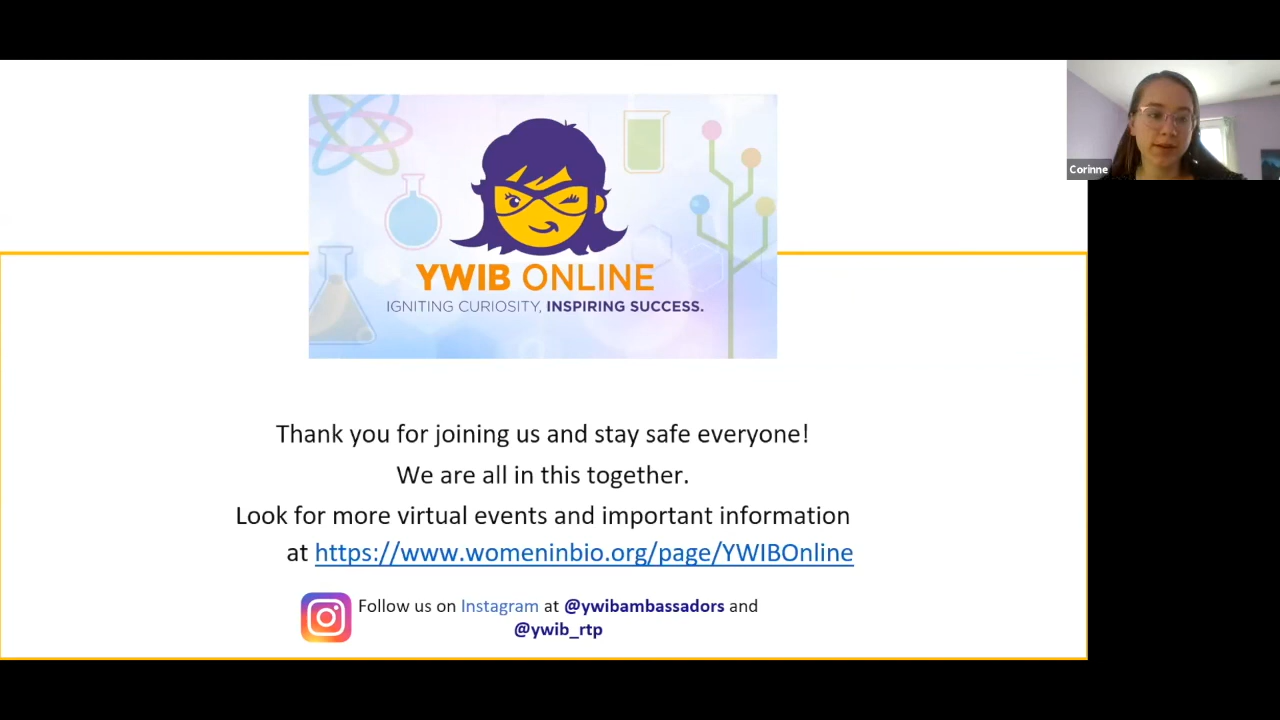 Corinne
YWIB ONLINE
IGNITING CURIOSITY, INSPIRING SUCCESS.
Thank you for joining us and stay safe everyone!
We are all in this together.
Look for more virtual events and important information
at https://www.womeninbio.org/page/YWIBOnline
Follow us on Instagram at @ywibambassadors and
@ywib_rtp